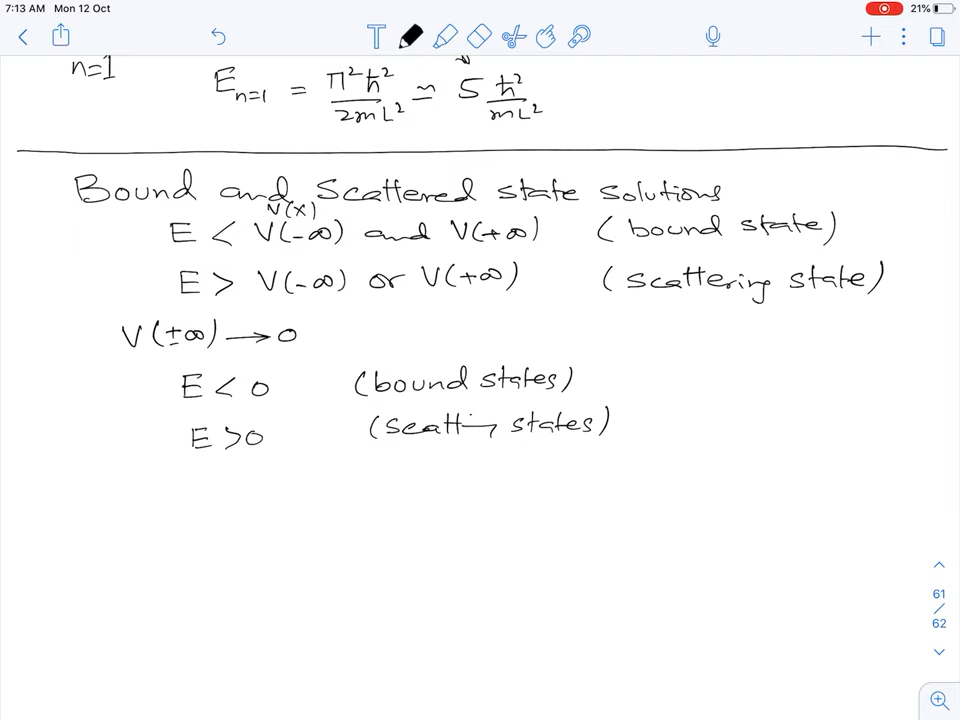 7:13 AM Mon 12 Oct 21%
n=1 E_{n=1} = π²ħ²/2mL² ≃ 5 ħ²/mL²
Bound and Scattered state solutions
V(x)
E < V(-∞) and V(+∞) (bound state)
E > V(-∞) or V(+∞) (scattering state)
V(±∞) → 0
E < 0 (bound states)
E > 0 (scatting states)
61
/
62